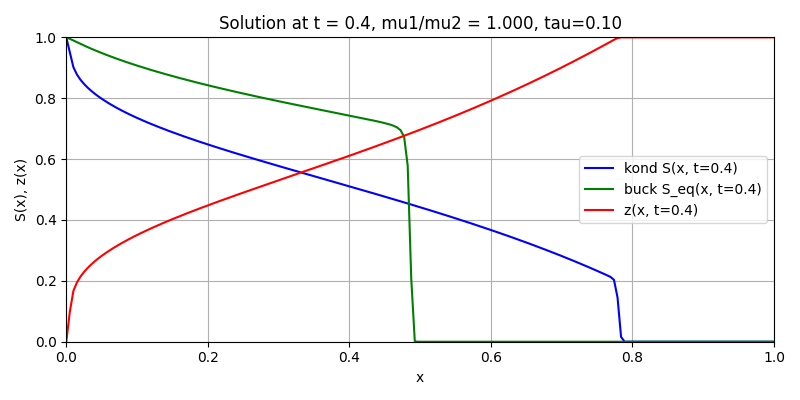 Solution at t = 0.4, mu1/mu2 = 1.000, tau=0.10
S(x), z(x)
1.0
0.8
0.6
0.4
0.2
0.0
kond S(x, t=0.4)
buck S_eq(x, t=0.4)
z(x, t=0.4)
0.0 0.2 0.4 0.6 0.8 1.0
x